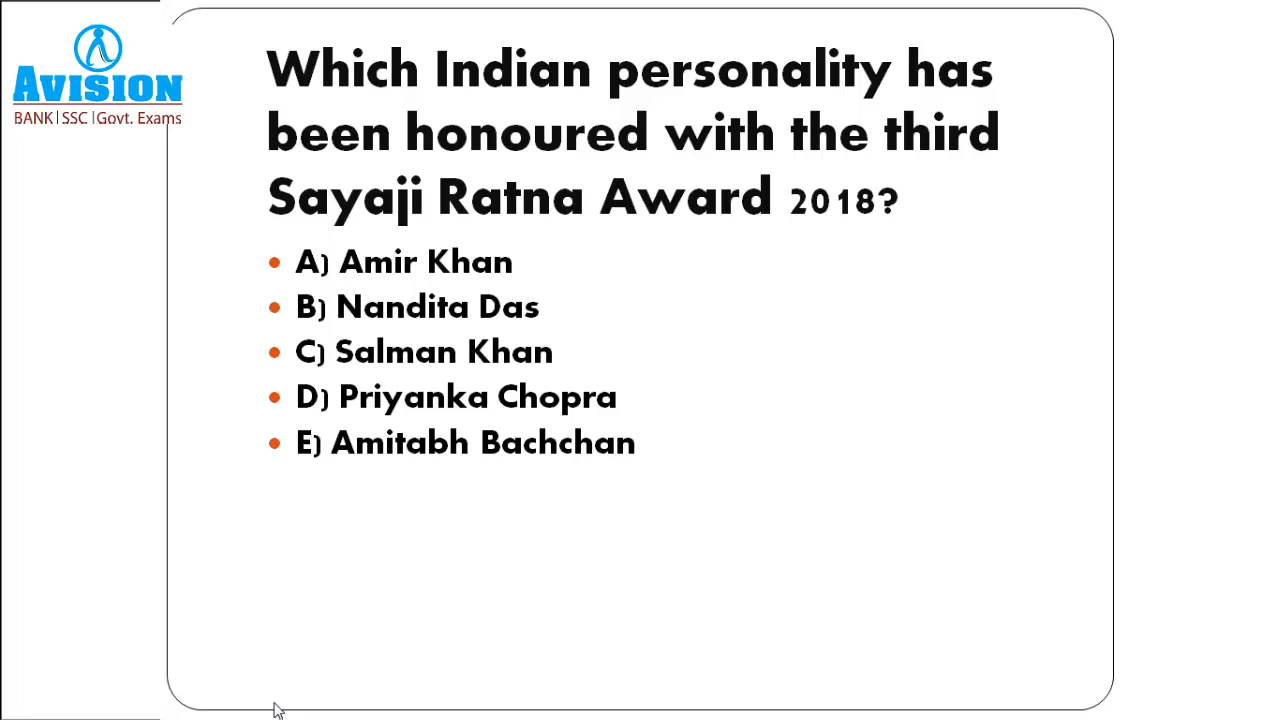 AVISION
BANK|SSC|Govt. Exams
Which Indian personality has
been honoured with the third
Sayaji Ratna Award 2018?
A) Amir Khan
B) Nandita Das
C) Salman Khan
D) Priyanka Chopra
E) Amitabh Bachchan